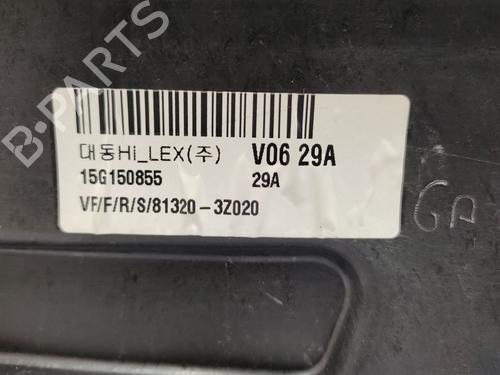 대동Hi_LEX(주) V06 29A
15G150855 29A
VF/F/R/S/81320-3Z020
GA
B-PARTS